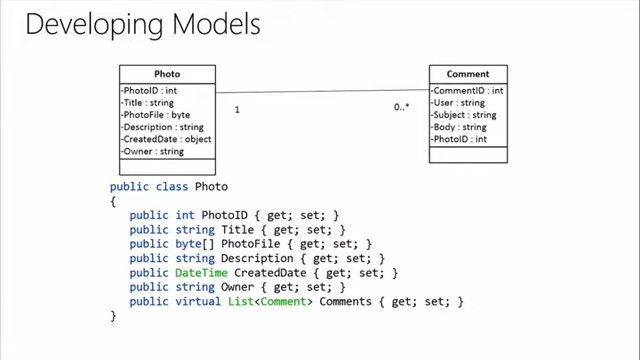 Developing Models
Photo
-PhotoID : int
-Title : string
-PhotoFile : byte
-Description : string
-CreatedDate : object
-Owner : string
1
0..*
Comment
-CommentID : int
-User : string
-Subject : string
-Body : string
-PhotoID : int
public class Photo
{
public int PhotoID { get; set; }
public string Title { get; set; }
public byte[] PhotoFile { get; set; }
public string Description { get; set; }
public DateTime CreatedDate { get; set; }
public string Owner { get; set; }
public virtual List<Comment> Comments { get; set; }
}